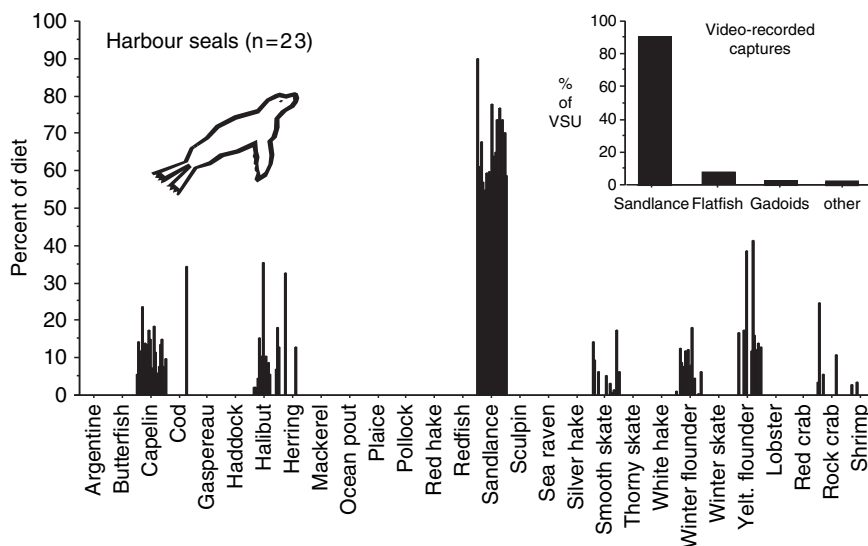 Harbour seals (n=23)
Percent of diet
100
90
80
70
60
50
40
30
20
10
0
Argentine
Butterfish
Capelin
Cod
Gaspereau
Haddock
Halibut
Herring
Mackerel
Ocean pout
Plaice
Pollock
Red hake
Redfish
Sandlance
Sculpin
Sea raven
Silver hake
Smooth skate
Thorny skate
White hake
Winter flounder
Winter skate
Yelt. flounder
Lobster
Red crab
Rock crab
Shrimp
Video-recorded
captures
%
of
VSU
100
80
60
40
20
0
Sandlance
Flatfish
Gadoids
other